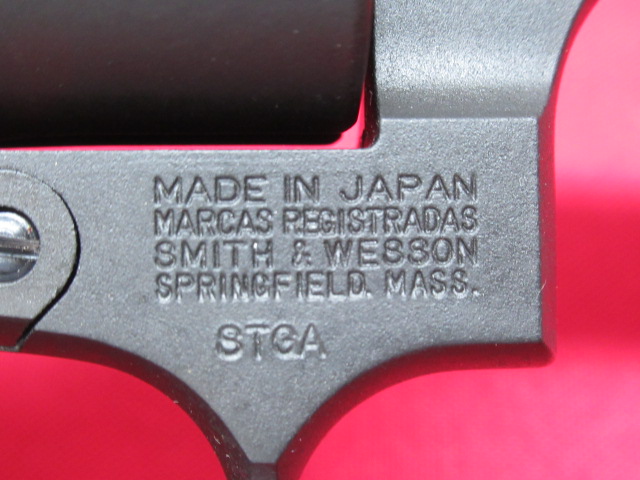 MADE IN JAPAN
MARCAS REGISTRADAS
SMITH & WESSON
SPRINGFIELD. MASS.
STGA